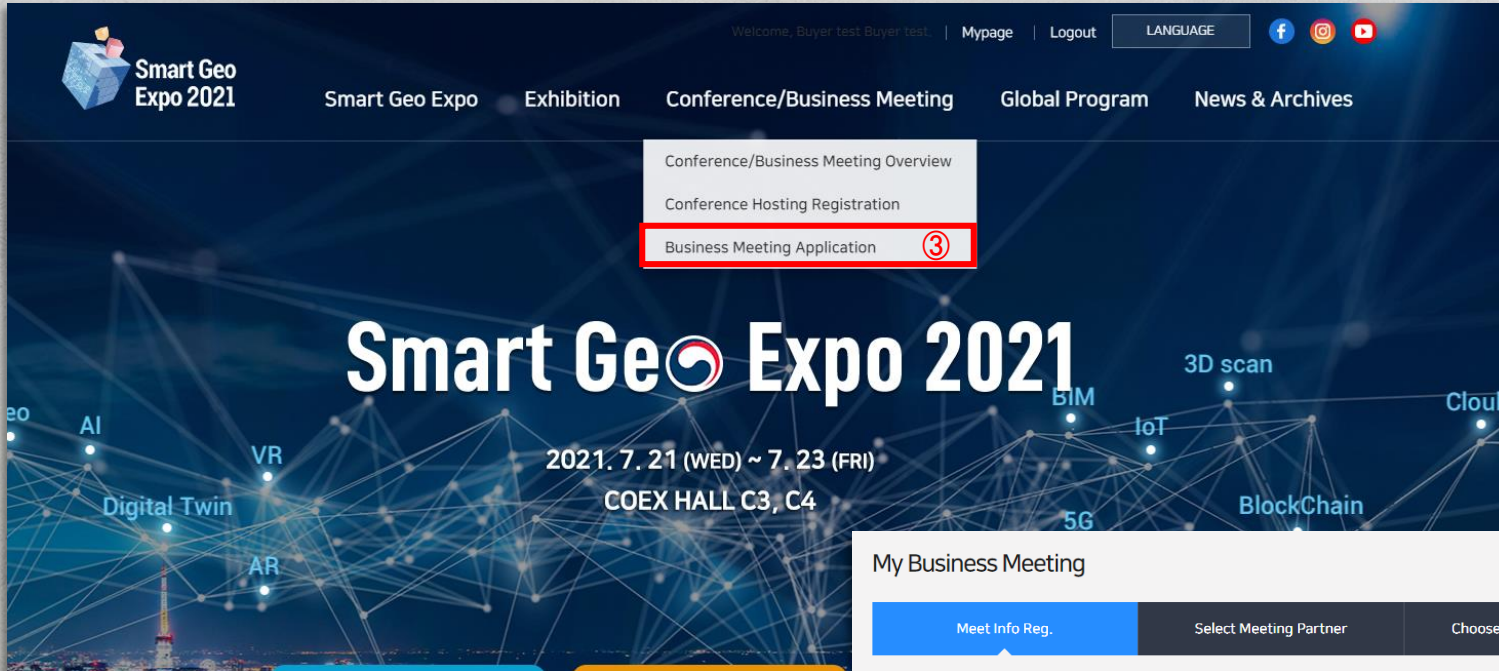 Welcome, Buyer test Buyer test. | Mypage | Logout LANGUAGE
Smart Geo
Expo 2021
Smart Geo Expo Exhibition Conference/Business Meeting Global Program News & Archives
Conference/Business Meeting Overview
Conference Hosting Registration
Business Meeting Application ③
Smart Geo Expo 2021
3D scan
BIM
AI
IoT
VR
2021. 7. 21 (WED) ~ 7. 23 (FRI)
COEX HALL C3, C4
Digital Twin
BlockChain
5G
AR
My Business Meeting
Meet Info Reg. Select Meeting Partner Choose